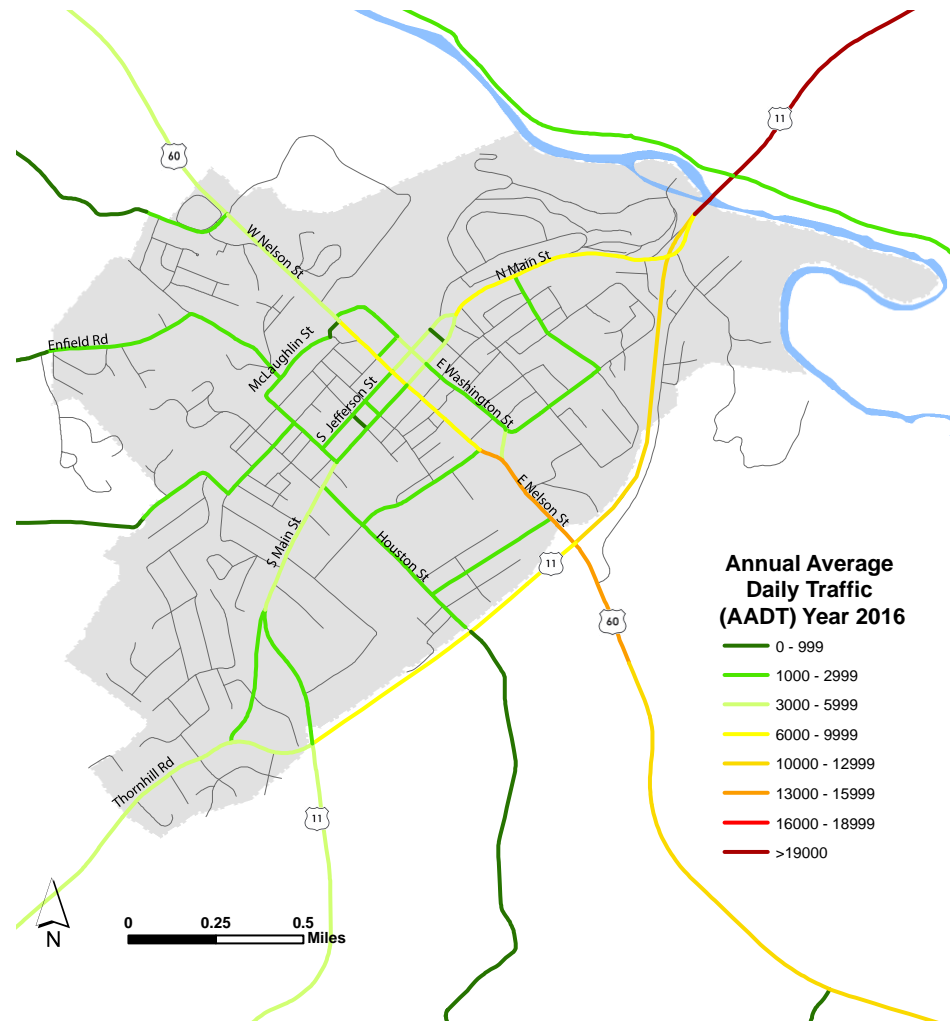 11
60
W Nelson St
N Main St
Enfield Rd
McLaughlin St
E Washington St
S Jefferson St
E Nelson St
S Main St
Houston St
11
60
Thornhill Rd
11
Annual Average
Daily Traffic
(AADT) Year 2016
0 - 999
1000 - 2999
3000 - 5999
6000 - 9999
10000 - 12999
13000 - 15999
16000 - 18999
>19000
N
0 0.25 0.5
Miles